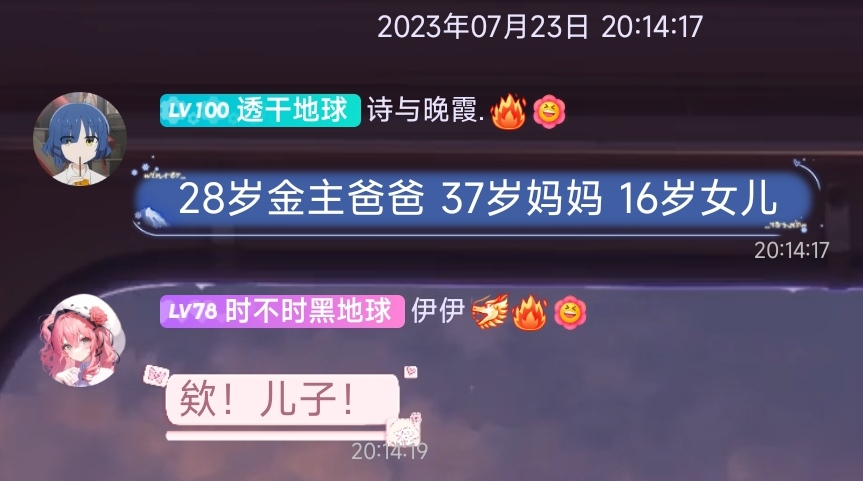 2023年07月23日 20:14:17
LV100 透干地球 诗与晚霞.🔥
28岁金主爸爸 37岁妈妈 16岁女儿
20:14:17
LV78 时不时黑地球 伊伊🔥
欸！儿子！
20:14:19